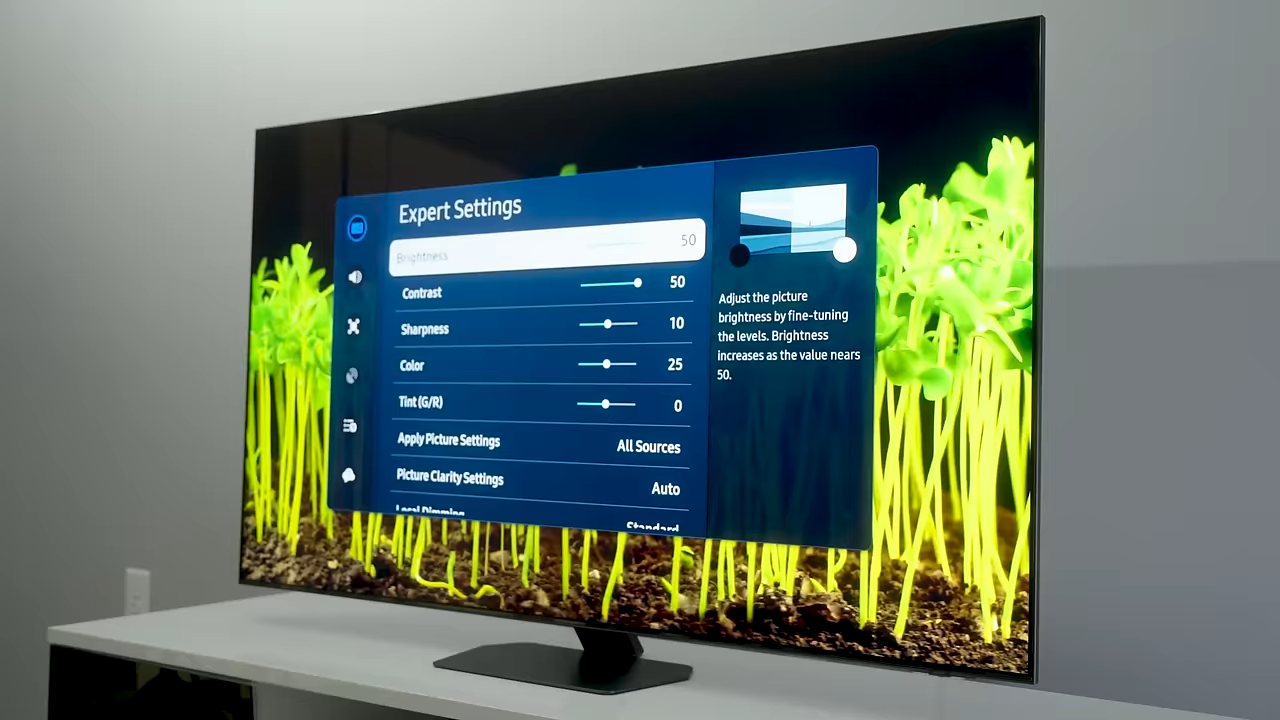 Expert Settings
Brightness 50
Contrast 50
Sharpness 10
Color 25
Tint (G/R) 0
Apply Picture Settings All Sources
Picture Clarity Settings Auto
Local Dimming Standard
Adjust the picture
brightness by fine-tuning
the levels. Brightness
increases as the value nears
50.